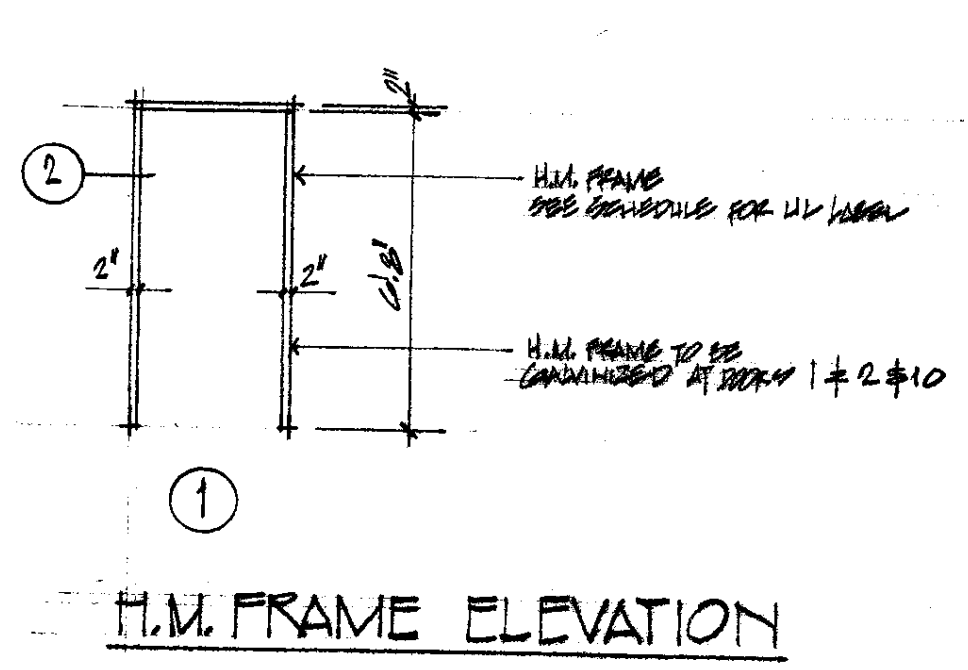 2"
2
H.M. FRAME
SEE SCHEDULE FOR UL LABEL
2"
2"
6'8"
H.M. FRAME TO BE
GALVANIZED AT DOORS 1 & 2 & 10
1
H.M. FRAME ELEVATION